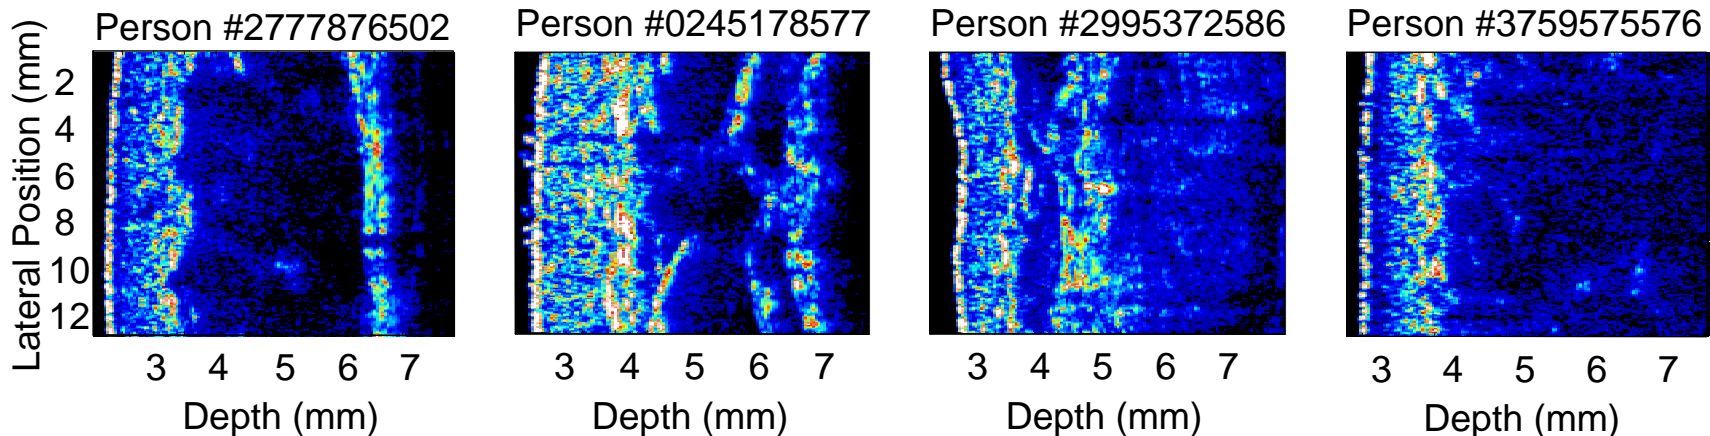 Person #2777876502
Person #0245178577
Person #2995372586
Person #3759575576
Lateral Position (mm)
2
4
6
8
10
12
3 4 5 6 7
3 4 5 6 7
3 4 5 6 7
3 4 5 6 7
Depth (mm)
Depth (mm)
Depth (mm)
Depth (mm)